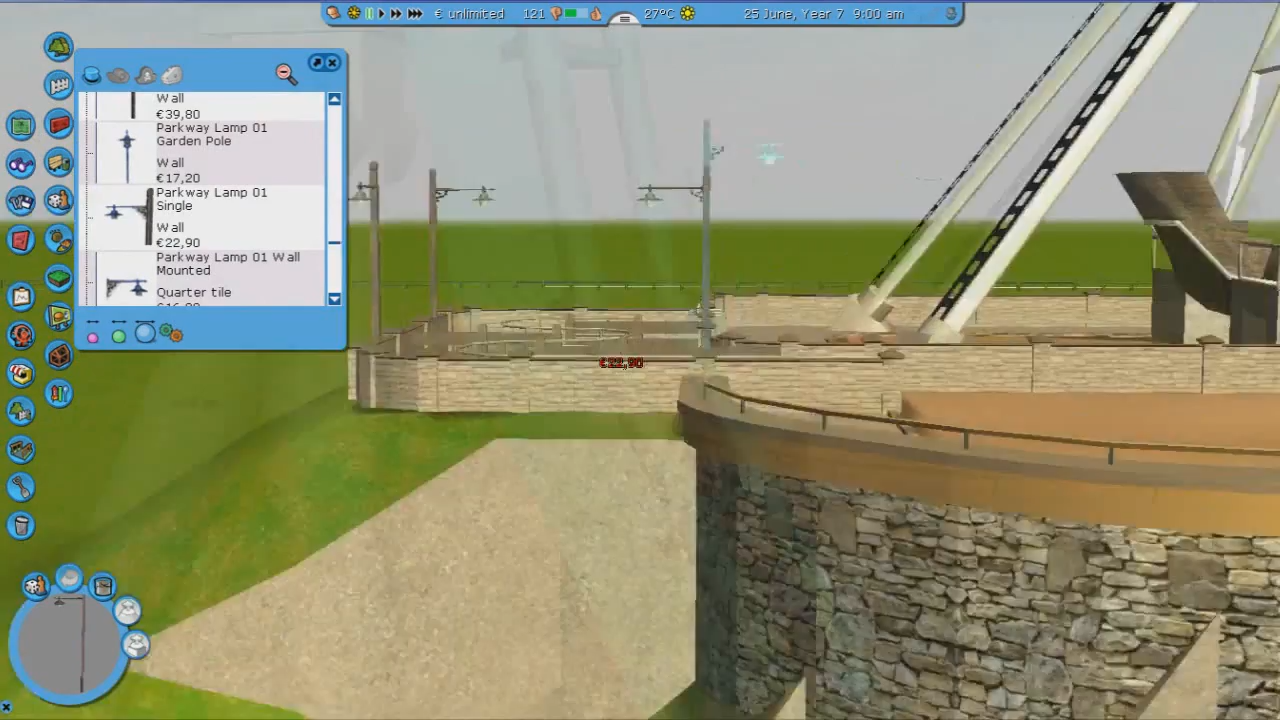 € unlimited 121 27°C 25 June, Year 7 9:00 am
Wall
€39,80
Parkway Lamp 01
Garden Pole
Wall
€17,20
Parkway Lamp 01
Single
Wall
€22,90
Parkway Lamp 01 Wall
Mounted
Quarter tile
€22,90